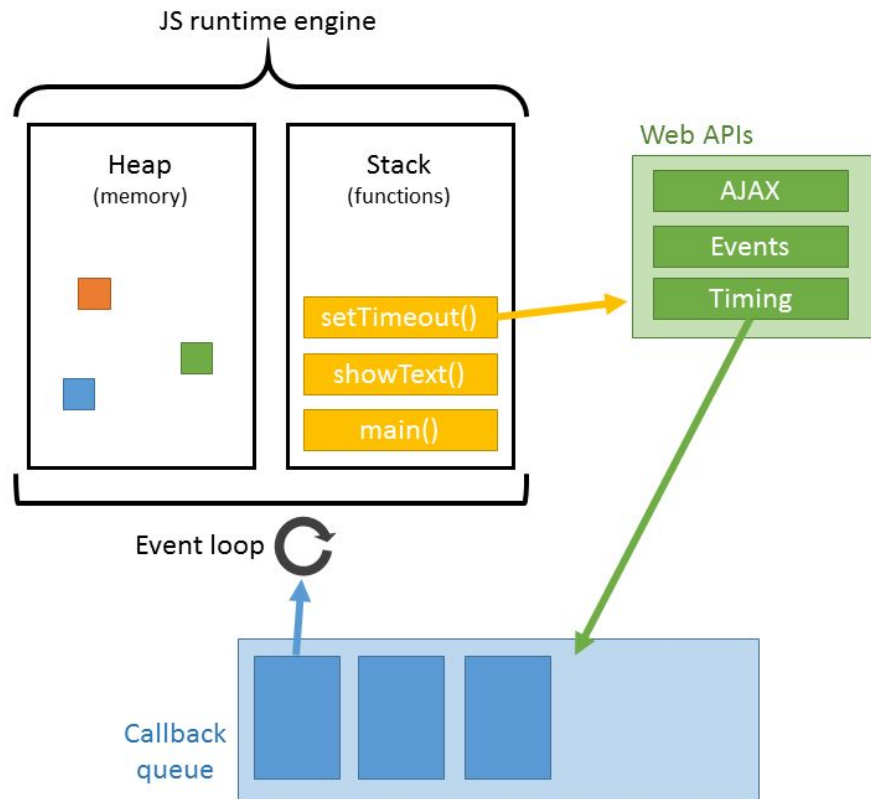 JS runtime engine
Heap
(memory)
Stack
(functions)
setTimeout()
showText()
main()
Web APIs
AJAX
Events
Timing
Event loop
Callback
queue